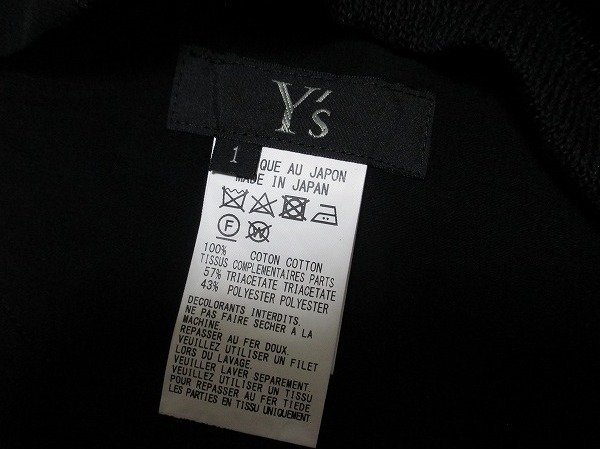 Y's
1
QUE AU JAPON
MADE IN JAPAN
F W
100% COTON COTTON
TISSUS COMPLEMENTAIRES PARTS
57% TRIACETATE TRIACETATE
43% POLYESTER POLYESTER
DECOLORANTS INTERDITS.
NE PAS FAIRE SECHER À LA
MACHINE.
REPASSER AU FER DOUX.
VEUILLEZ UTILISER UN FILET
LORS DU LAVAGE.
VEUILLEZ LAVER SEPAREMENT.
VEUILLEZ UTILISER UN TISSU
POUR REPASSER AU FER TIEDE
LES PARTIES EN TISSU UNIQUEMENT.